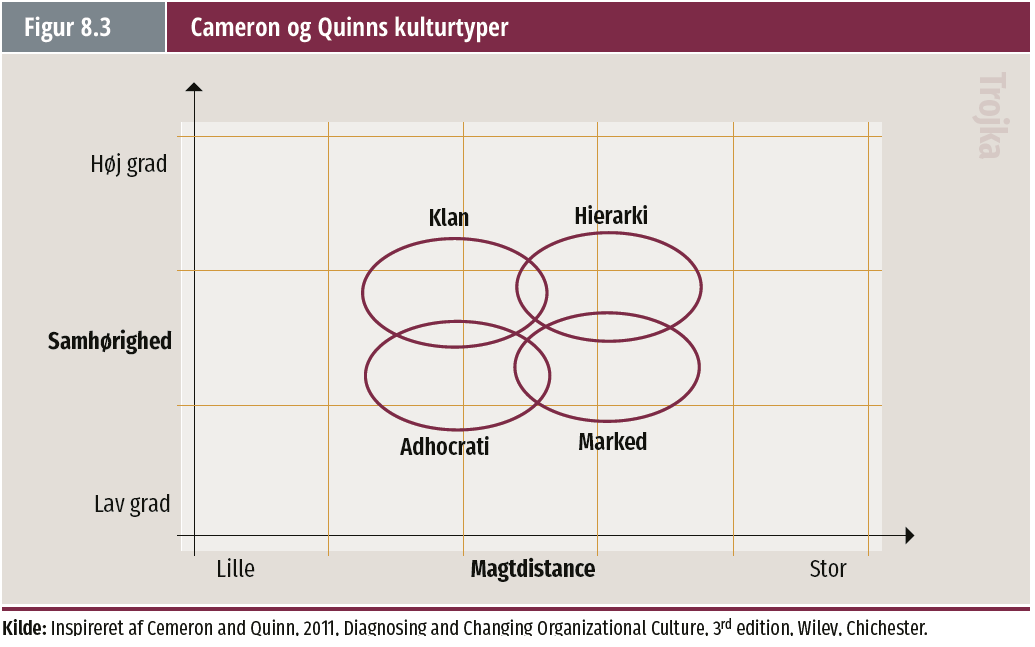 Figur 8.3
Cameron og Quinns kulturtyper
Trojka
Høj grad
Klan
Hierarki
Samhørighed
Adhocrati
Marked
Lav grad
Lille
Magtdistance
Stor
Kilde: Inspireret af Cemeron and Quinn, 2011, Diagnosing and Changing Organizational Culture, 3rd edition, Wiley, Chichester.